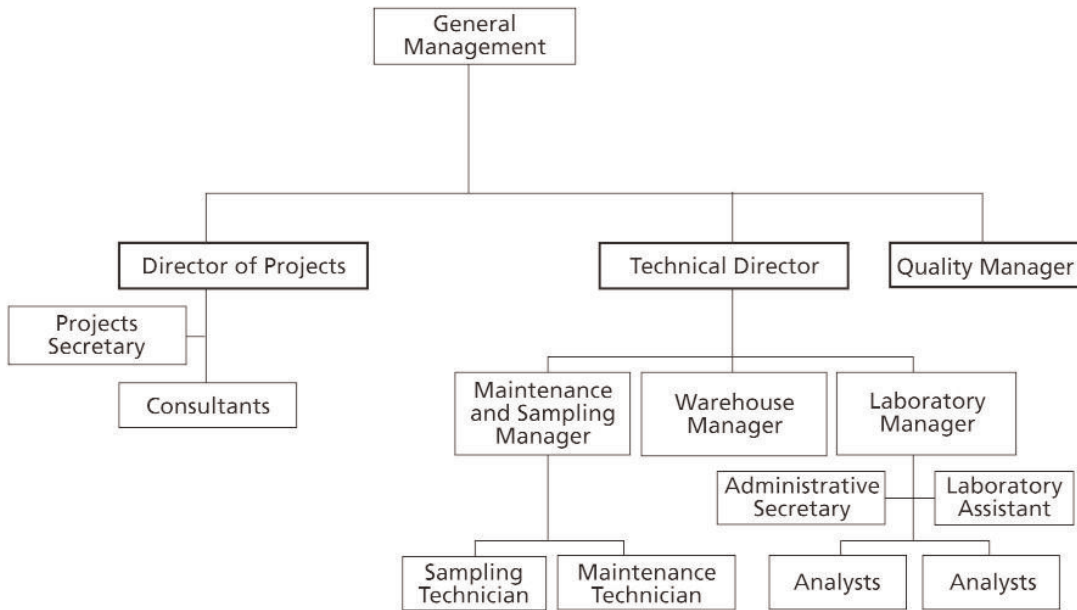 General
Management
Director of Projects
Technical Director
Quality Manager
Projects
Secretary
Consultants
Maintenance
and Sampling
Manager
Warehouse
Manager
Laboratory
Manager
Administrative
Secretary
Laboratory
Assistant
Sampling
Technician
Maintenance
Technician
Analysts
Analysts